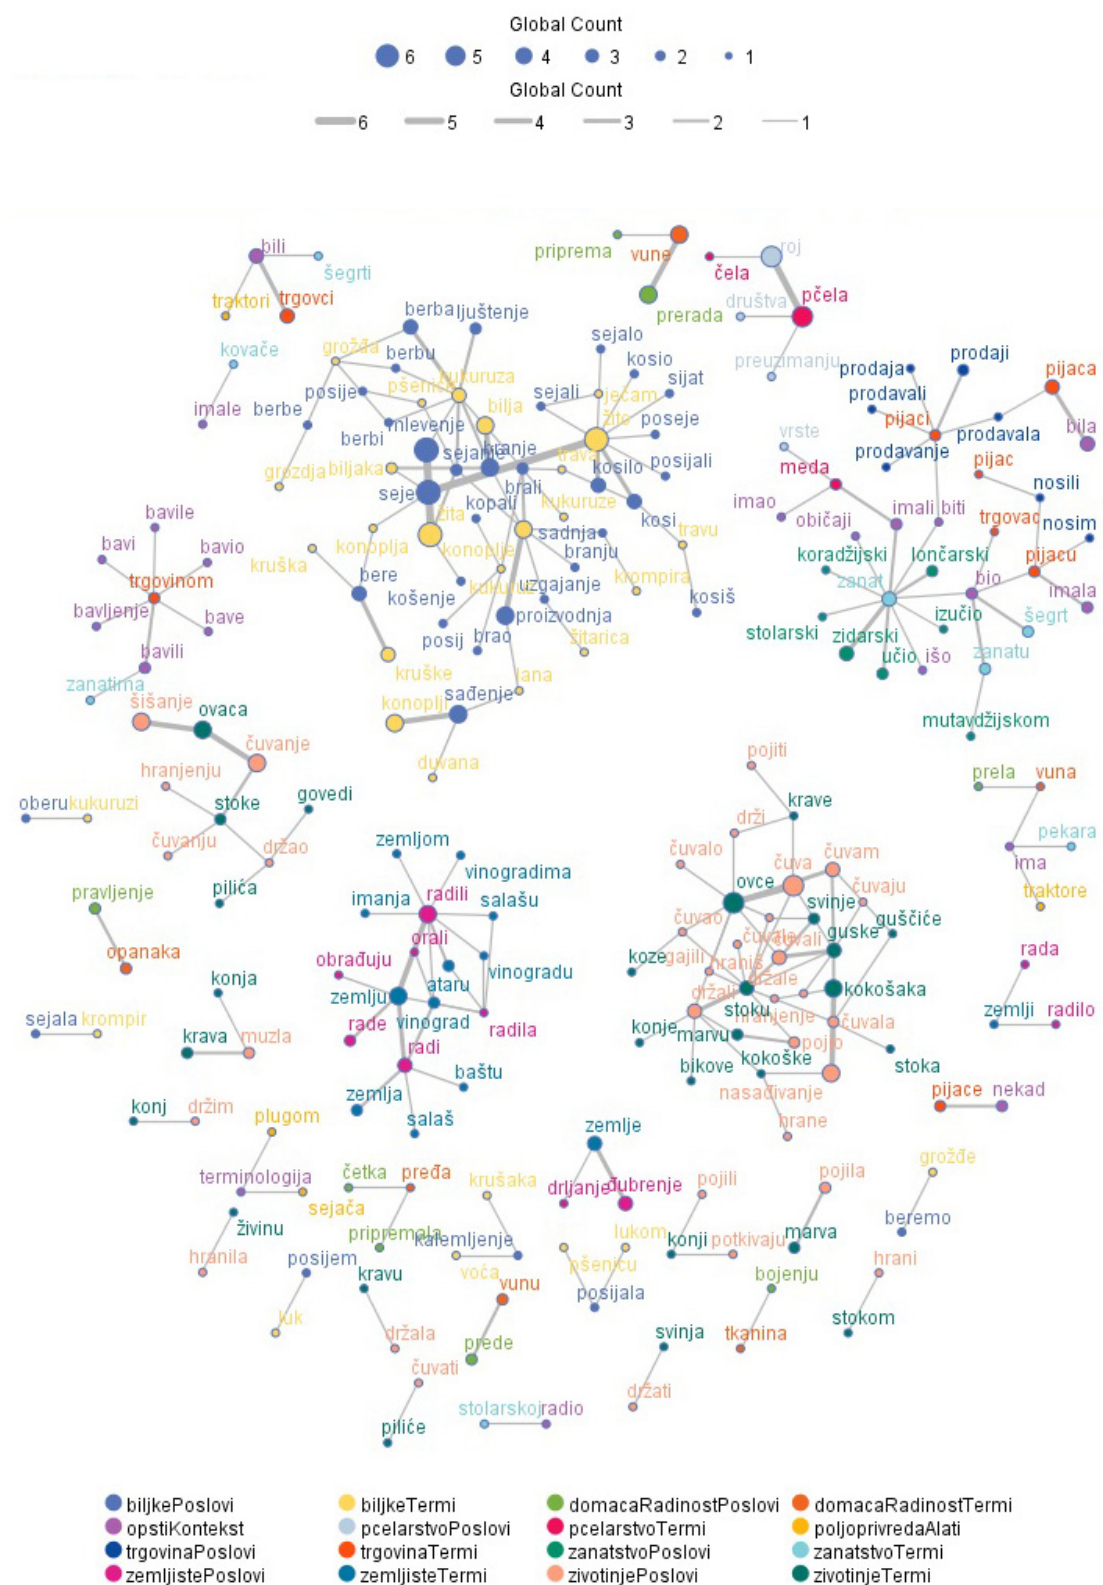 Global Count
6 5 4 3 2 1
Global Count
6 5 4 3 2 1
bili
šegrti
traktori trgovci
priprema vune
prerada
roj
čela
pčela
društva
preuzimanju
kovače
imale
berba ljuštenje
grožđa berbu
kukuruza
pšenice
posije
bilja
berbe
mlevenje
berbi
sejanje branje
grozdja biljaka
seje
žita
kopali
brali
trava
kosilo
kukuruze
kosi
posijali
poseje
sijat
kosio
sejalo
sejali ječam
žito
konoplja konoplje
sadnja
branju
travu
krompira
kosiš
kruška
bere
košenje
kukuruz
uzgajanje
proizvodnja
posij brao
žitarica
kruške
lana
konoplji sađenje
duvana
prodaja prodaji
pijaca
prodavali
pijaci
prodavala
bila
prodavanje
vrste
meda
pijac
nosili
imao
običaji
imali biti
trgovac
nosim
koradžijski lončarski
pijacu
zanat
bio
imala
izučio
šegrt
stolarski zidarski
učio išo
zanatu
mutavdžijskom
bavile
bavi
bavio
trgovinom
bavljenje
bave
bavili
zanatima
šišanje
ovaca
čuvanje
hranjenju
stoke
govedi
čuvanju
držao
pilića
oberu kukuruzi
pravljenje
opanaka
konja
krava
muzla
sejala krompir
konj držim
zemljom
vinogradima
imanja
radili
salašu
orali
obrađuju
ataru
vinogradu
zemlju
rade
vinograd
radila
radi
baštu
zemlja
salaš
pojiti
krave
drži
čuvalo
čuva
čuvam
ovce
svinje
čuvaju
čuvao
guske
guščiće
čuvale
čuvali
koze
gajili
hraniš
držale
kokošaka
držali
stoku
hranjenje
čuvala
konje
marvu
pojio
bikove
kokoške
stoka
nasađivanje
hrane
prela vuna
pekara
ima
traktore
rada
zemlji radilo
pijace nekad
plugom
terminologija
sejača
živinu
hranila
četka pređa
pripremala
krušaka
kalemljenje
voća
zemlje
drljanje
đubrenje
pojili
lukom
pšenicu
konji potkivaju
posijala
pojila
marva
grožđe
beremo
hrani
stokom
bojenju
tkanina
posijem
luk
kravu
držala
vunu
prede
čuvati
piliće
svinja
držati
stolarskoj radio
biljkePoslovi biljkeTermi domacaRadinostPoslovi domacaRadinostTermi
opstiKontekst pcelarstvoPoslovi pcelarstvoTermi poljoprivredaAlati
trgovinaPoslovi trgovinaTermi zanatstvoPoslovi zanatstvoTermi
zemljistePoslovi zemljisteTermi zivotinjePoslovi zivotinjeTermi